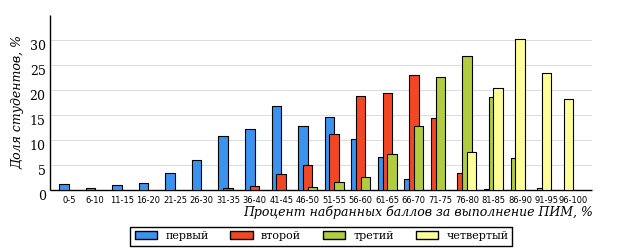 Доля студентов, %
30
25
20
15
10
5
0
0-5 6-10 11-15 16-20 21-25 26-30 31-35 36-40 41-45 46-50 51-55 56-60 61-65 66-70 71-75 76-80 81-85 86-90 91-95 96-100
Процент набранных баллов за выполнение ПИМ, %
первый второй третий четвертый